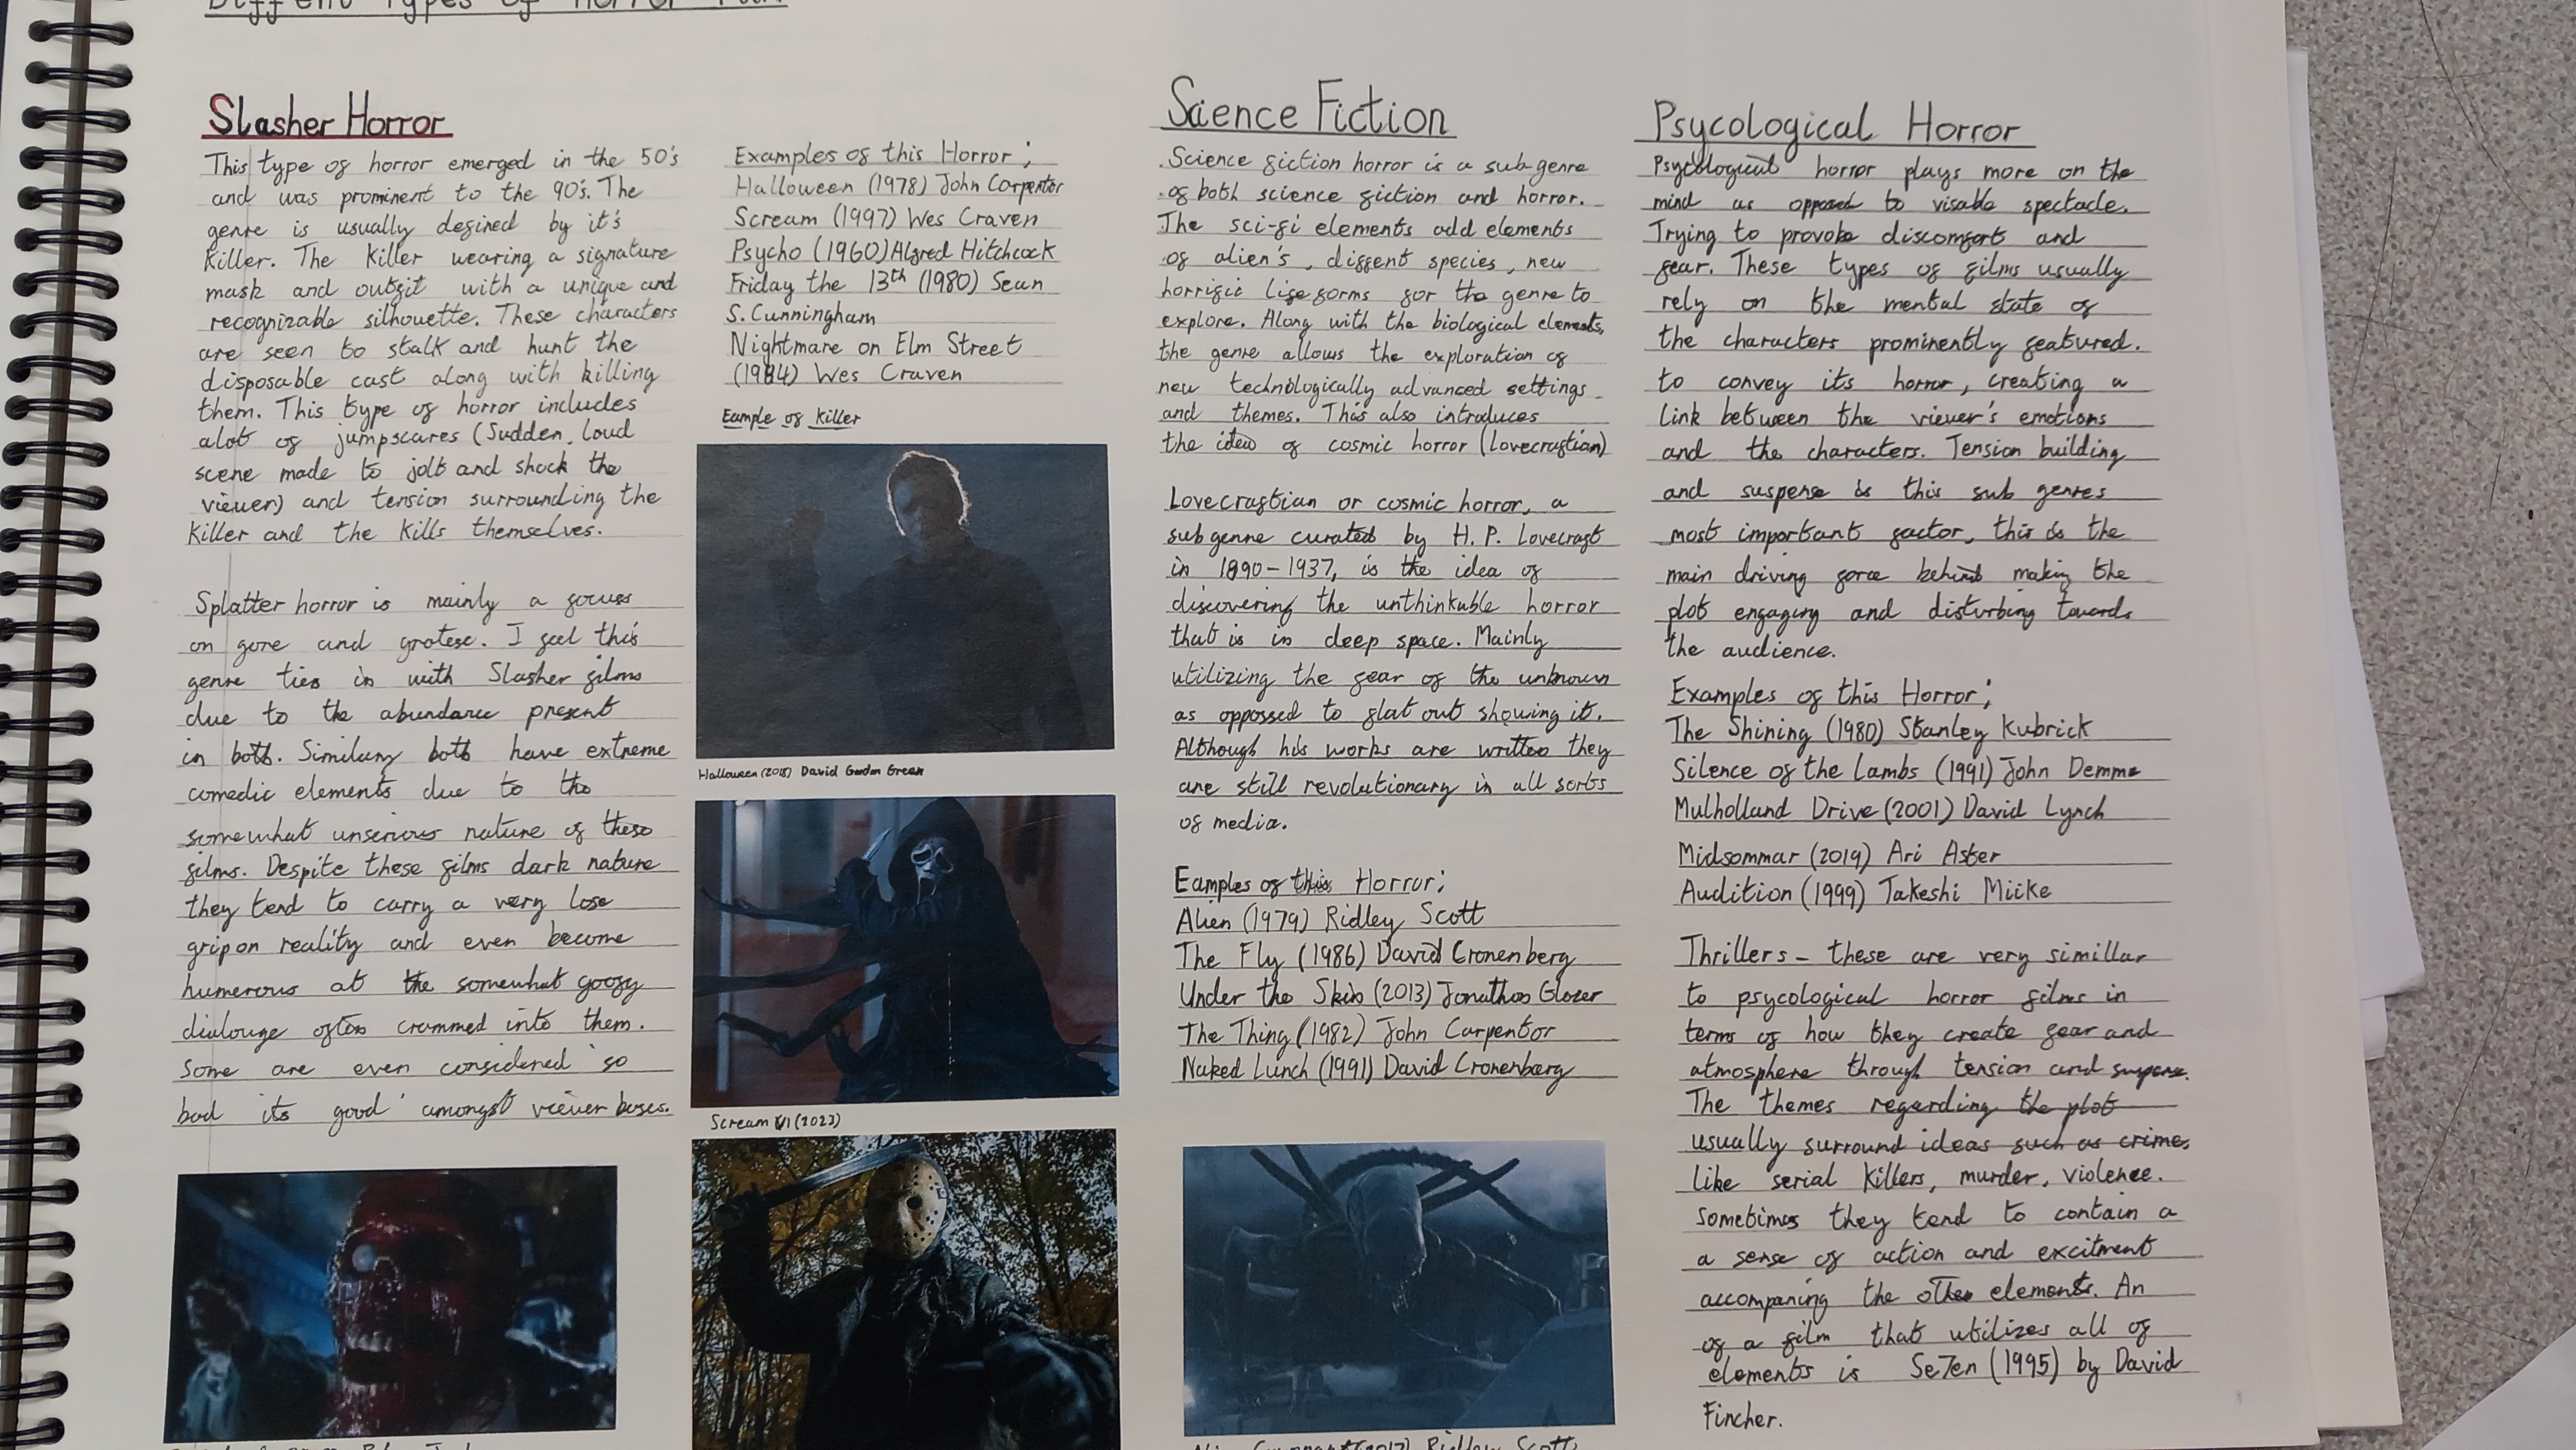 Slasher Horror
This type of horror emerged in the 50's
and was prominent to the 90's. The
genre is usually defined by it's
Killer. The killer wearing a signature
mask and outfit with a unique and
recognizable silhouette. These characters
are seen to stalk and hunt the
disposable cast along with killing
them. This type of horror includes
alot of jumpscares (Sudden, loud
scene made to jolt and shock the
viewer) and tension surrounding the
killer and the kills themselves.
Splatter horror is mainly a focus
on gore and grotese. I feel this
genre ties in with Slasher films
due to the abundance present
in both. Similary both have extreme
comedic elements due to the
somewhat unserious nature of these
films. Despite these films dark nature
they tend to carry a very lose
grip on reality and even become
humerous at the somewhat goofy
dialouge often crammed into them.
Some are even considered 'so
bad its good' amongst viewer bases.
Examples of this Horror;
Halloween (1978) John Carpentor
Scream (1997) Wes Craven
Psycho (1960) Alfred Hitchcock
Friday the 13th (1980) Sean
S. Cunningham
Nightmare on Elm Street
(1984) Wes Craven
Eample of Killer
Halloween (2018) David Gordon Green
Scream VI (2023)
Science Fiction
Science fiction horror is a sub genre
of both science fiction and horror.
The sci-fi elements add elements
of alien's, diffent species, new
horrific lifeforms for the genre to
explore. Along with the biological elements,
the genre allows the exploration of
new technologically advanced settings
and themes. This also introduces
the idea of cosmic horror (lovecraftian)
Lovecraftian or cosmic horror, a
subgenre curated by H.P. Lovecraft
in 1890-1937, is the idea of
discovering the unthinkable horror
that is in deep space. Mainly
utilizing the fear of the unknown
as oppossed to flat out showing it.
Although his works are written they
are still revolutionary in all sorts
of media.
Eamples of this Horror;
Alien (1979) Ridley Scott
The Fly (1986) David Cronenberg
Under the Skin (2013) Jonathon Glazer
The Thing (1982) John Carpentor
Naked Lunch (1991) David Cronenberg
Psycological Horror
Psychological horror plays more on the
mind as opposed to visable spectacle.
Trying to provoke discomfort and
fear. These types of films usually
rely on the mental state of
the characters prominently featured.
to convey its horror, creating a
link between the viewer's emotions
and the characters. Tension building
and suspense is this sub genres
most important factor, this is the
main driving force behind making the
plot engaging and disturbing towards
the audience.
Examples of this Horror;
The Shining (1980) Stanley Kubrick
Silence of the Lambs (1991) John Demme
Mulholland Drive (2001) David Lynch
Midsommar (2019) Ari Aster
Audition (1999) Takeshi Miike
Thrillers - these are very simillar
to psycological horror films in
terms of how they create fear and
atmosphere through tension and suspense.
The themes regarding the plot
usually surround ideas such as crimes
like serial killers, murder, violence.
Sometimes they tend to contain a
a sense of action and excitment
accompaning the other elements. An
of a film that utilizes all of
elements is Se7en (1995) by David
Fincher.